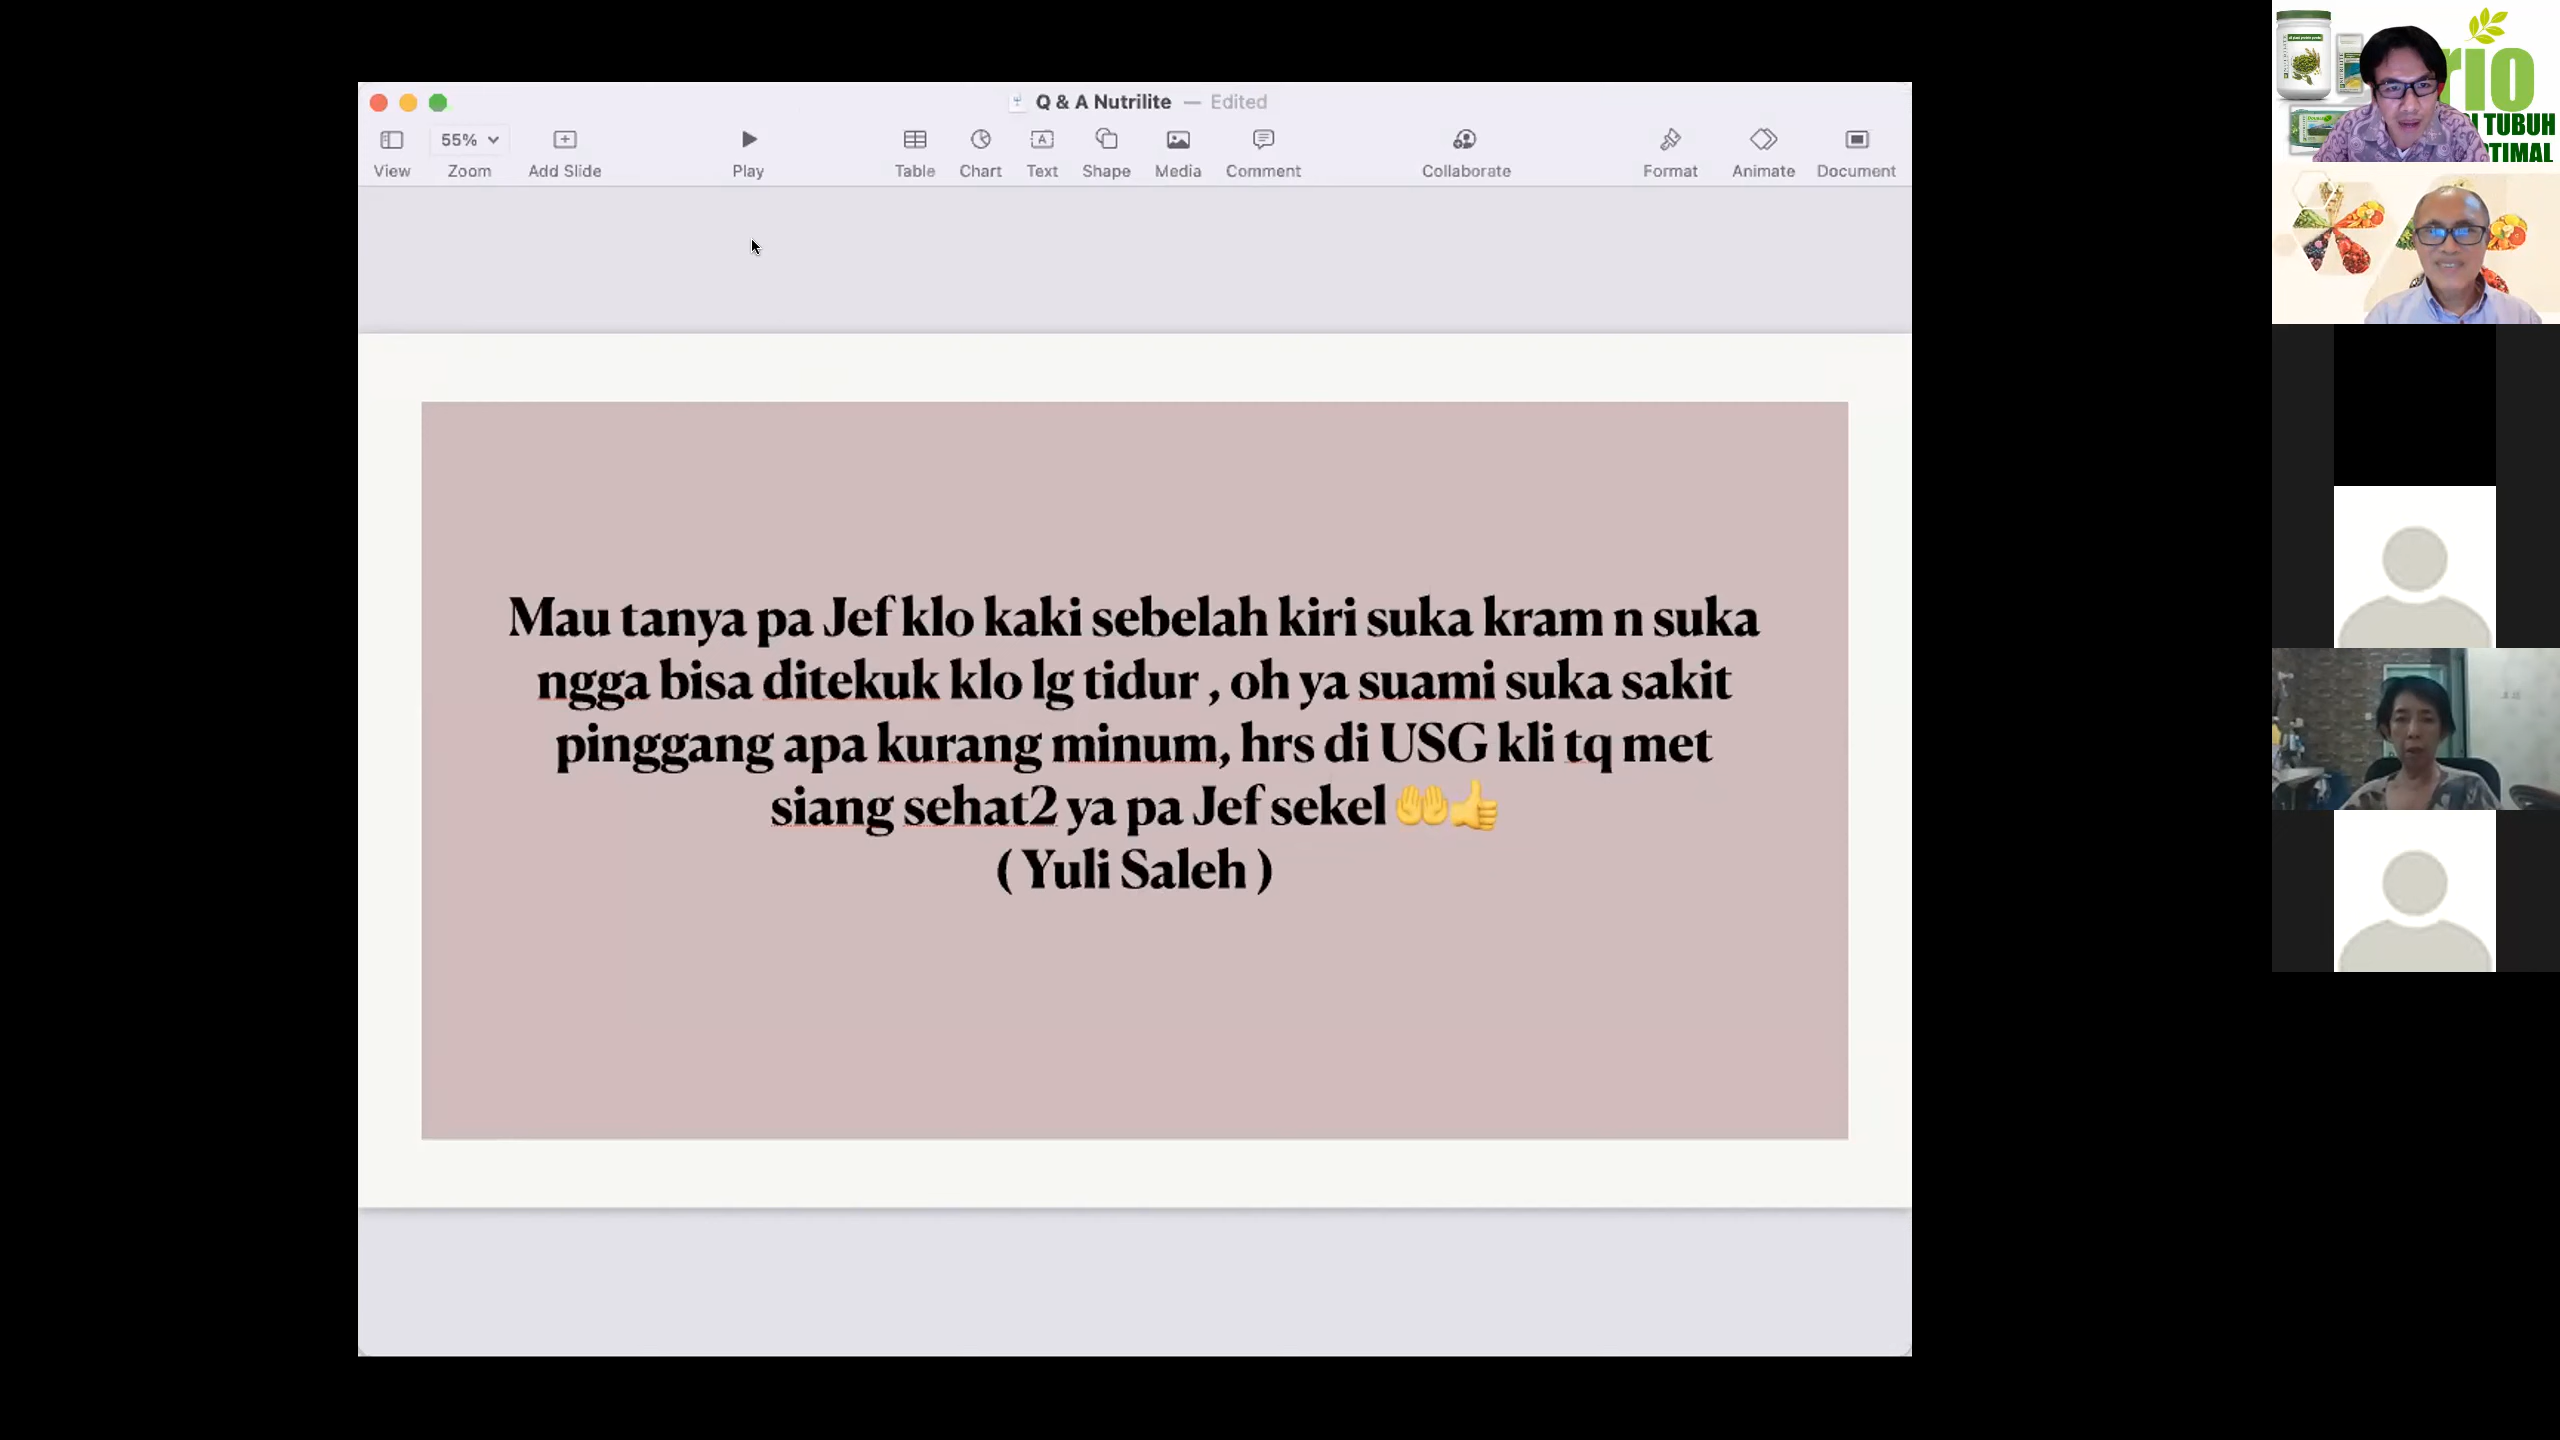 Q & A Nutrilite — Edited
55%
View Zoom Add Slide Play Table Chart Text Shape Media Comment Collaborate Format Animate Document
Mau tanya pa Jef klo kaki sebelah kiri suka kram n suka
ngga bisa ditekuk klo lg tidur , oh ya suami suka sakit
pinggang apa kurang minum, hrs di USG kli tq met
siang sehat2 ya pa Jef sekel 🤲👍
( Yuli Saleh )
rio
TUBUH